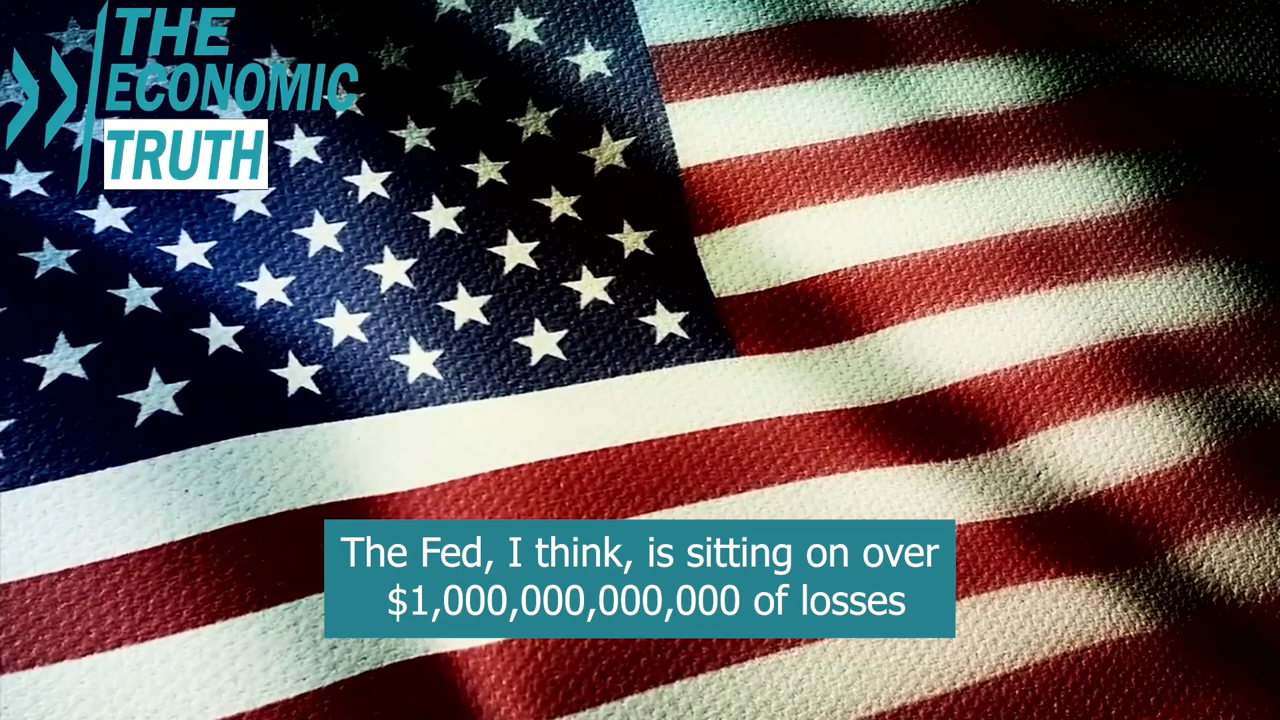 THE
ECONOMIC
TRUTH
The Fed, I think, is sitting on over
$1,000,000,000,000 of losses